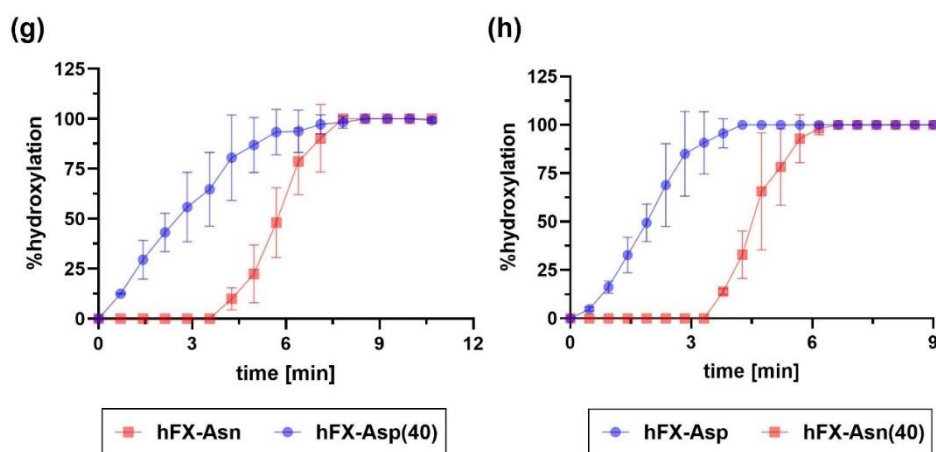 (g)
125
100
75
50
25
0
%hydroxylation
0 3 6 9 12
time [min]
hFX-Asn hFX-Asp(40)
(h)
125
100
75
50
25
0
%hydroxylation
0 3 6 9
time [min]
hFX-Asp hFX-Asn(40)